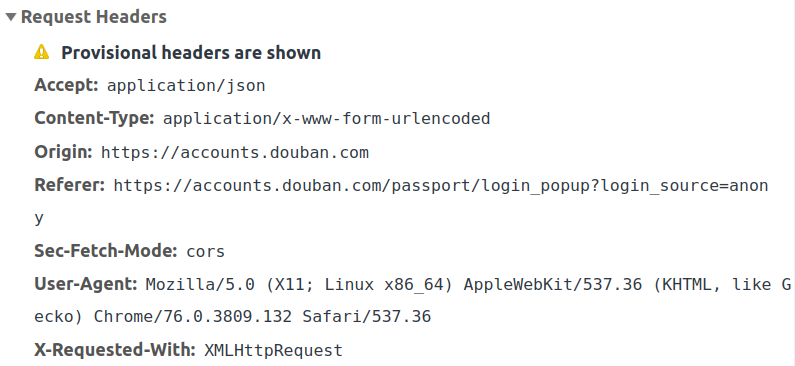 Request Headers
Provisional headers are shown
Accept: application/json
Content-Type: application/x-www-form-urlencoded
Origin: https://accounts.douban.com
Referer: https://accounts.douban.com/passport/login_popup?login_source=anon
y
Sec-Fetch-Mode: cors
User-Agent: Mozilla/5.0 (X11; Linux x86_64) AppleWebKit/537.36 (KHTML, like G
ecko) Chrome/76.0.3809.132 Safari/537.36
X-Requested-With: XMLHttpRequest